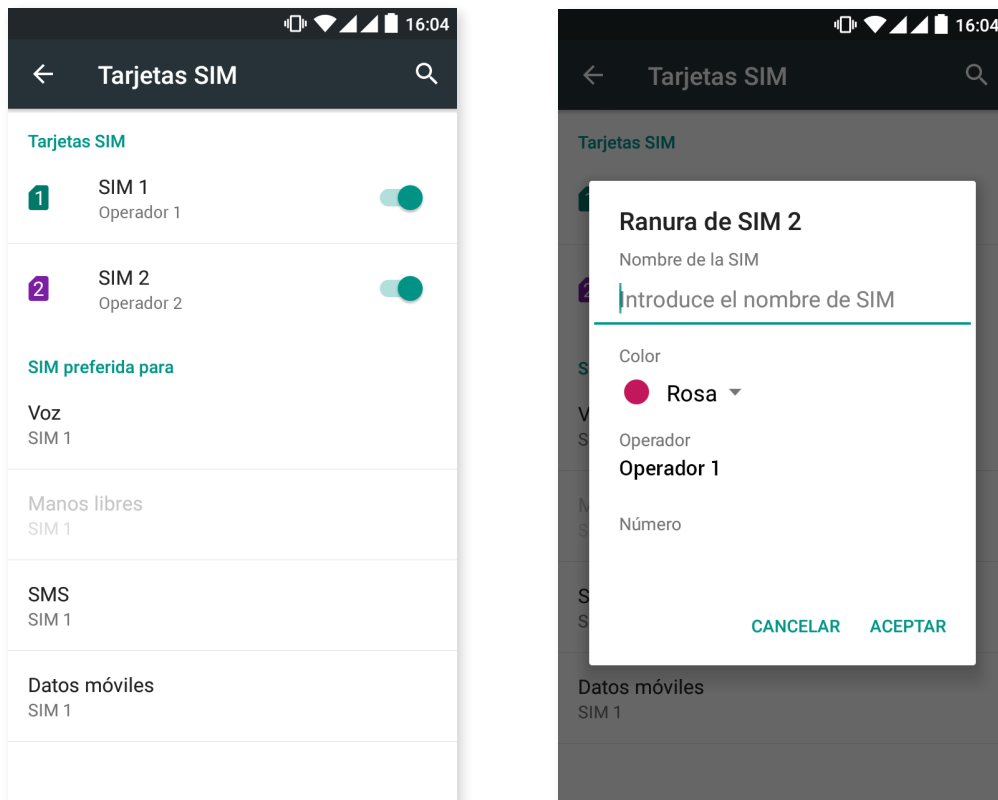 16:04
Tarjetas SIM
Tarjetas SIM
1
SIM 1
Operador 1
2
SIM 2
Operador 2
SIM preferida para
Voz
SIM 1
Manos libres
SIM 1
SMS
SIM 1
Datos móviles
SIM 1
16:04
Tarjetas SIM
Tarjetas SIM
Ranura de SIM 2
Nombre de la SIM
Introduce el nombre de SIM
Color
Rosa
Operador
Operador 1
Número
CANCELAR
ACEPTAR
Datos móviles
SIM 1